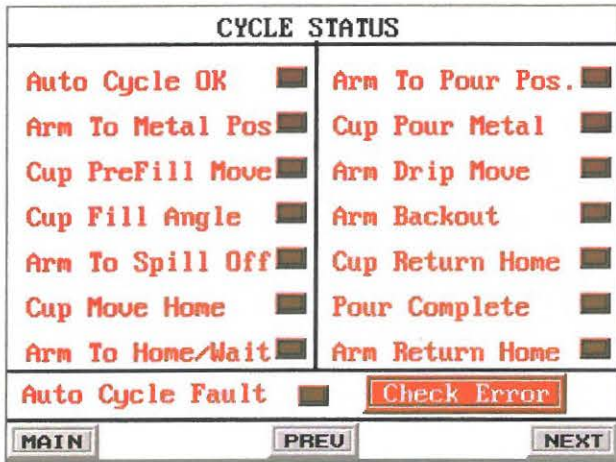 CYCLE STATUS
Auto Cycle OK
Arm To Metal Pos
Cup PreFill Move
Cup Fill Angle
Arm To Spill Off
Cup Move Home
Arm To Home/Wait
Arm To Pour Pos.
Cup Pour Metal
Arm Drip Move
Arm Backout
Cup Return Home
Pour Complete
Arm Return Home
Auto Cycle Fault
Check Error
MAIN
PREV
NEXT